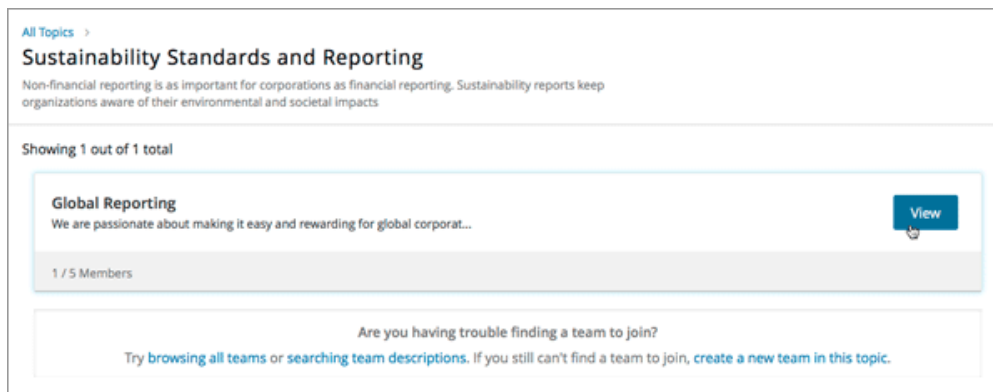 All Topics >
Sustainability Standards and Reporting
Non-financial reporting is as important for corporations as financial reporting. Sustainability reports keep
organizations aware of their environmental and societal impacts
Showing 1 out of 1 total
Global Reporting
We are passionate about making it easy and rewarding for global corporat...
View
1 / 5 Members
Are you having trouble finding a team to join?
Try browsing all teams or searching team descriptions. If you still can't find a team to join, create a new team in this topic.